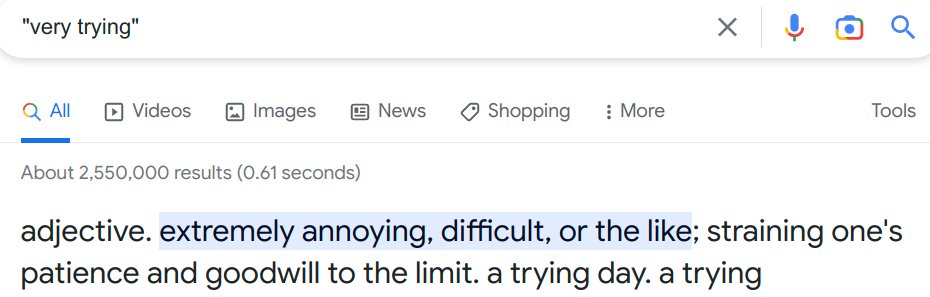 "very trying"
All Videos Images News Shopping More Tools
About 2,550,000 results (0.61 seconds)
adjective. extremely annoying, difficult, or the like; straining one's
patience and goodwill to the limit. a trying day. a trying